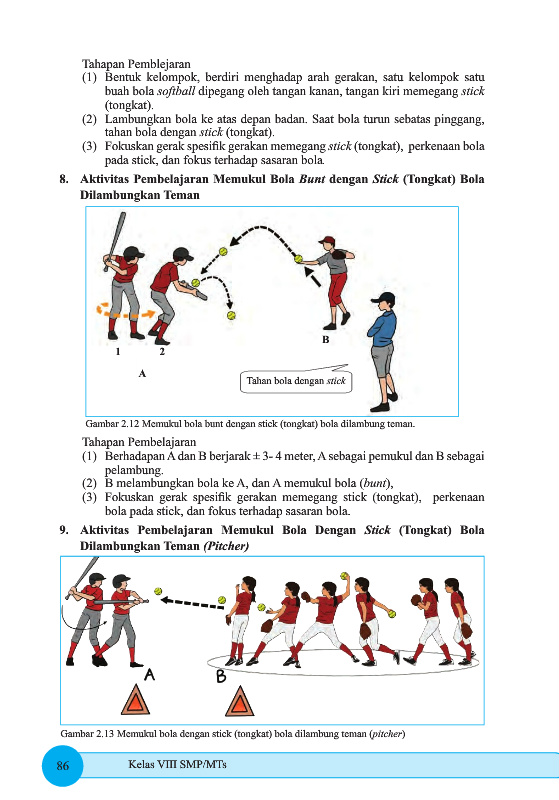 Tahapan Pemblejaran
(1) Bentuk kelompok, berdiri menghadap arah gerakan, satu kelompok satu
buah bola softball dipegang oleh tangan kanan, tangan kiri memegang stick
(tongkat).
(2) Lambungkan bola ke atas depan badan. Saat bola turun sebatas pinggang,
tahan bola dengan stick (tongkat).
(3) Fokuskan gerak spesifik gerakan memegang stick (tongkat), perkenaan bola
pada stick, dan fokus terhadap sasaran bola.
8. Aktivitas Pembelajaran Memukul Bola Bunt dengan Stick (Tongkat) Bola
Dilambungkan Teman
1 2
A
B
Tahan bola dengan stick
Gambar 2.12 Memukul bola bunt dengan stick (tongkat) bola dilambung teman.
Tahapan Pembelajaran
(1) Berhadapan A dan B berjarak ± 3- 4 meter, A sebagai pemukul dan B sebagai
pelambung.
(2) B melambungkan bola ke A, dan A memukul bola (bunt),
(3) Fokuskan gerak spesifik gerakan memegang stick (tongkat), perkenaan
bola pada stick, dan fokus terhadap sasaran bola.
9. Aktivitas Pembelajaran Memukul Bola Dengan Stick (Tongkat) Bola
Dilambungkan Teman (Pitcher)
A B
Gambar 2.13 Memukul bola dengan stick (tongkat) bola dilambung teman (pitcher)
86 Kelas VIII SMP/MTs